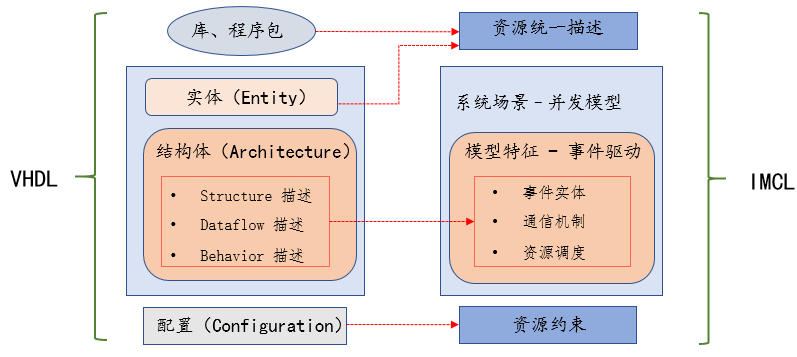 VHDL
库、程序包
实体（Entity）
结构体（Architecture）
• Structure 描述
• Dataflow 描述
• Behavior 描述
配置（Configuration）
资源统一描述
系统场景-并发模型
模型特征 - 事件驱动
• 事件实体
• 通信机制
• 资源调度
资源约束
IMCL